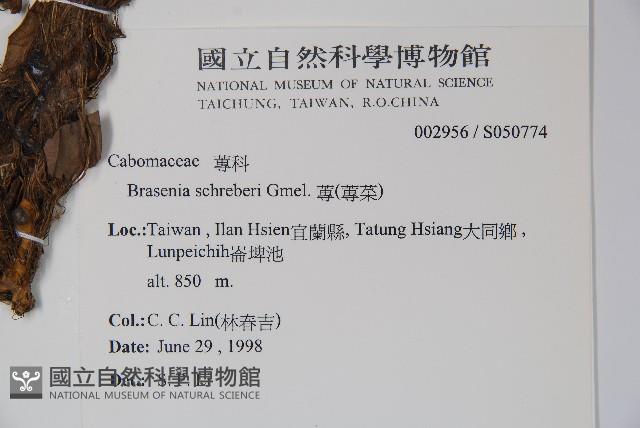 國立自然科學博物館
NATIONAL MUSEUM OF NATURAL SCIENCE
TAICHUNG, TAIWAN, R.O.CHINA
002956 / S050774
Cabomaceae 蓴科
Brasenia schreberi Gmel. 蓴(蓴菜)
Loc.:Taiwan , Ilan Hsien宜蘭縣, Tatung Hsiang大同鄉 ,
Lunpeichih崙埤池
alt. 850 m.
Col.:C. C. Lin(林春吉)
Date: June 29 , 1998
國立自然科學博物館
NATIONAL MUSEUM OF NATURAL SCIENCE